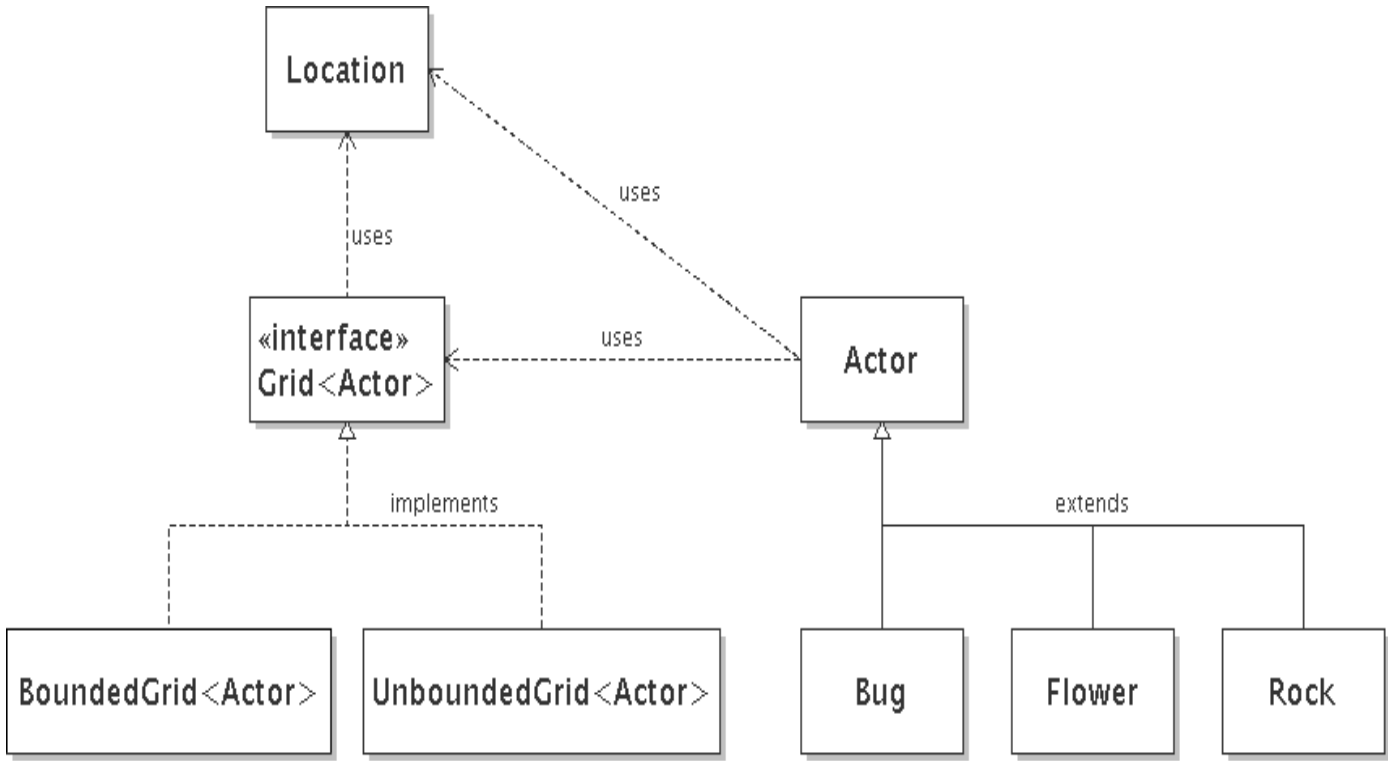 Location
uses
uses
«interface»
Grid<Actor>
uses
Actor
implements
extends
BoundedGrid<Actor>
UnboundedGrid<Actor>
Bug
Flower
Rock